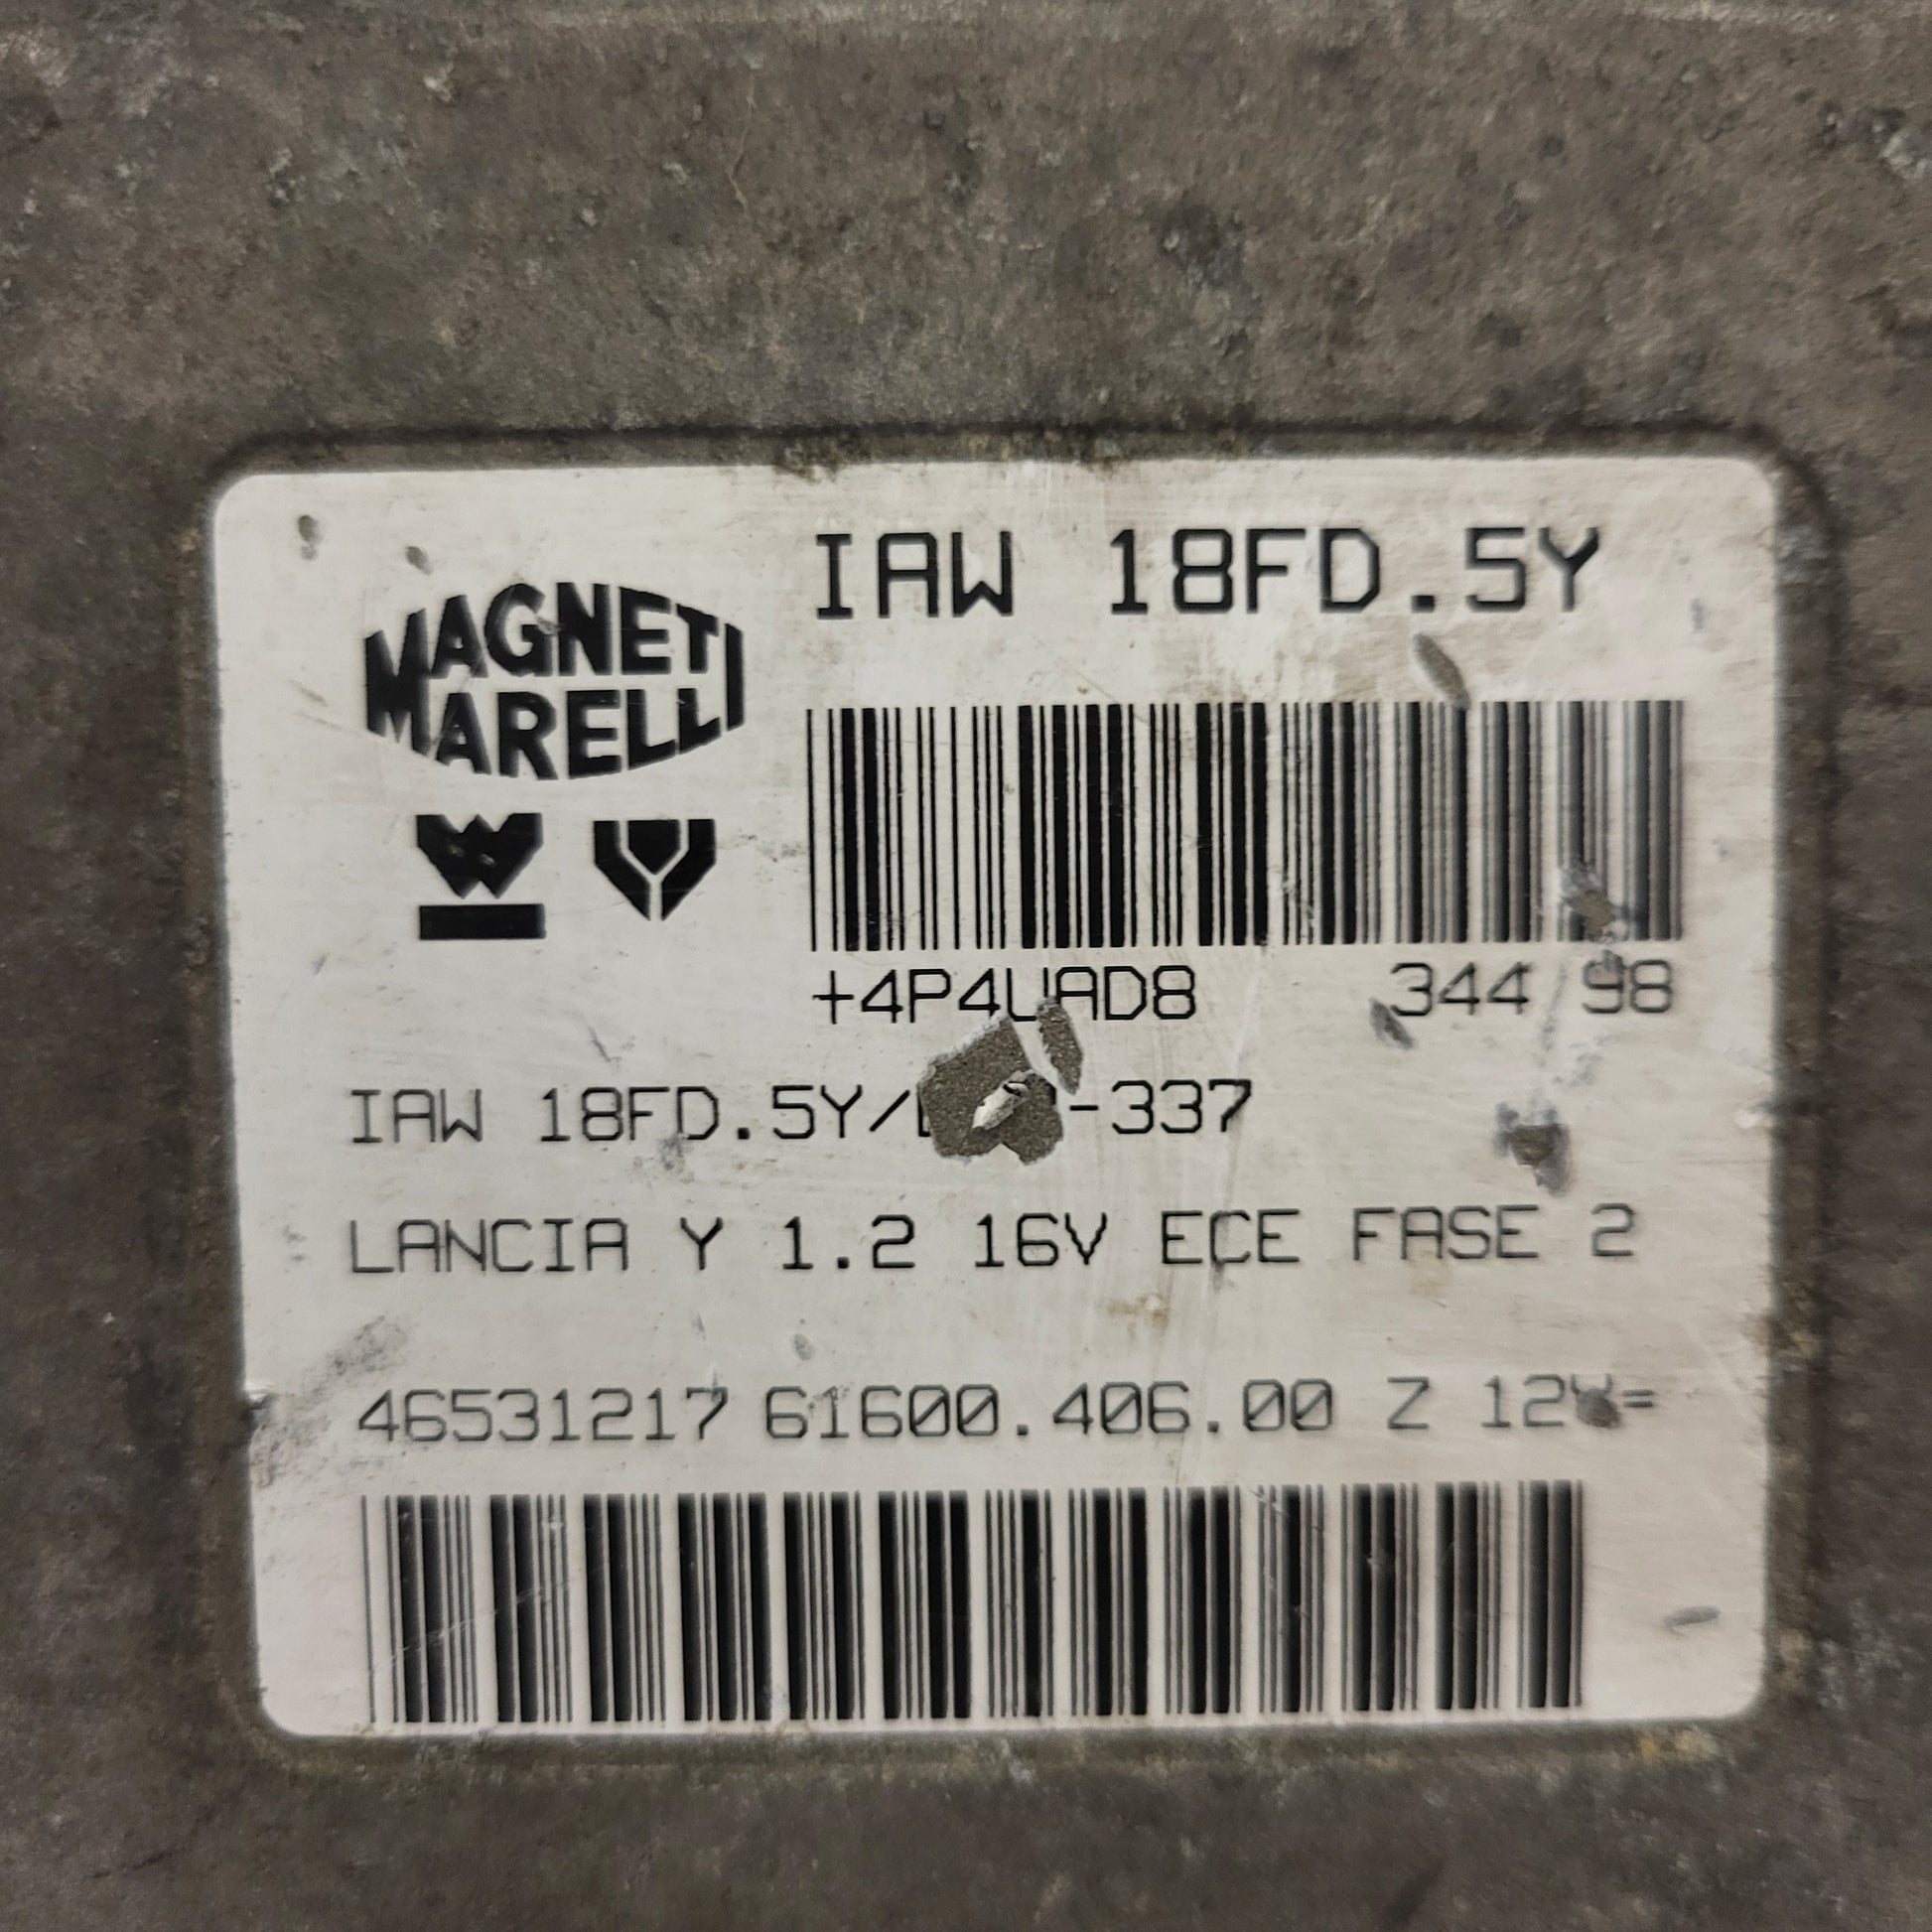 IAW 18FD.5Y
MAGNETI
MARELLI
+4P4UAD8 344 98
IAW 18FD.5Y/ -337
LANCIA Y 1.2 16V ECE FASE 2
46531217 61600.406.00 Z 12V=